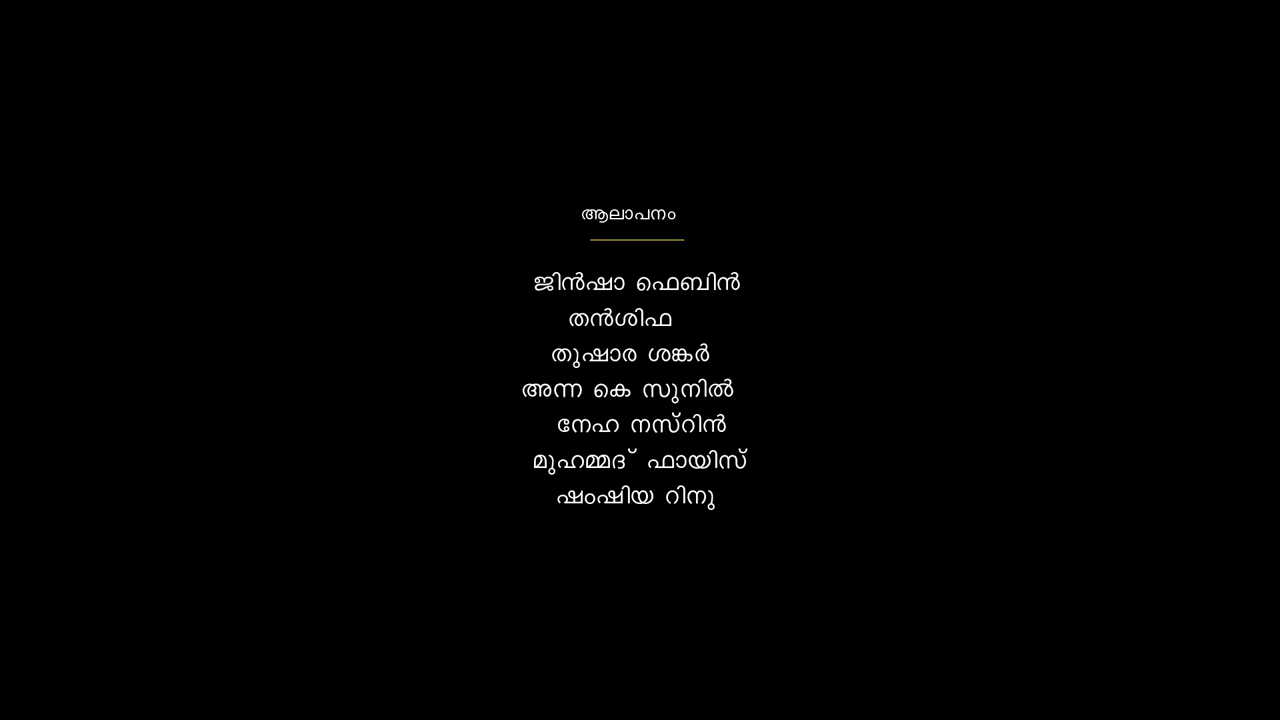 ആലാപനം
ജിൻഷാ ഫെബിൻ
തൻശിഫ
തുഷാര ശങ്കർ
അന്ന കെ സുനിൽ
നേഹ നസ്റിൻ
മുഹമ്മദ് ഫായിസ്
ഷംഷിയ റിനു